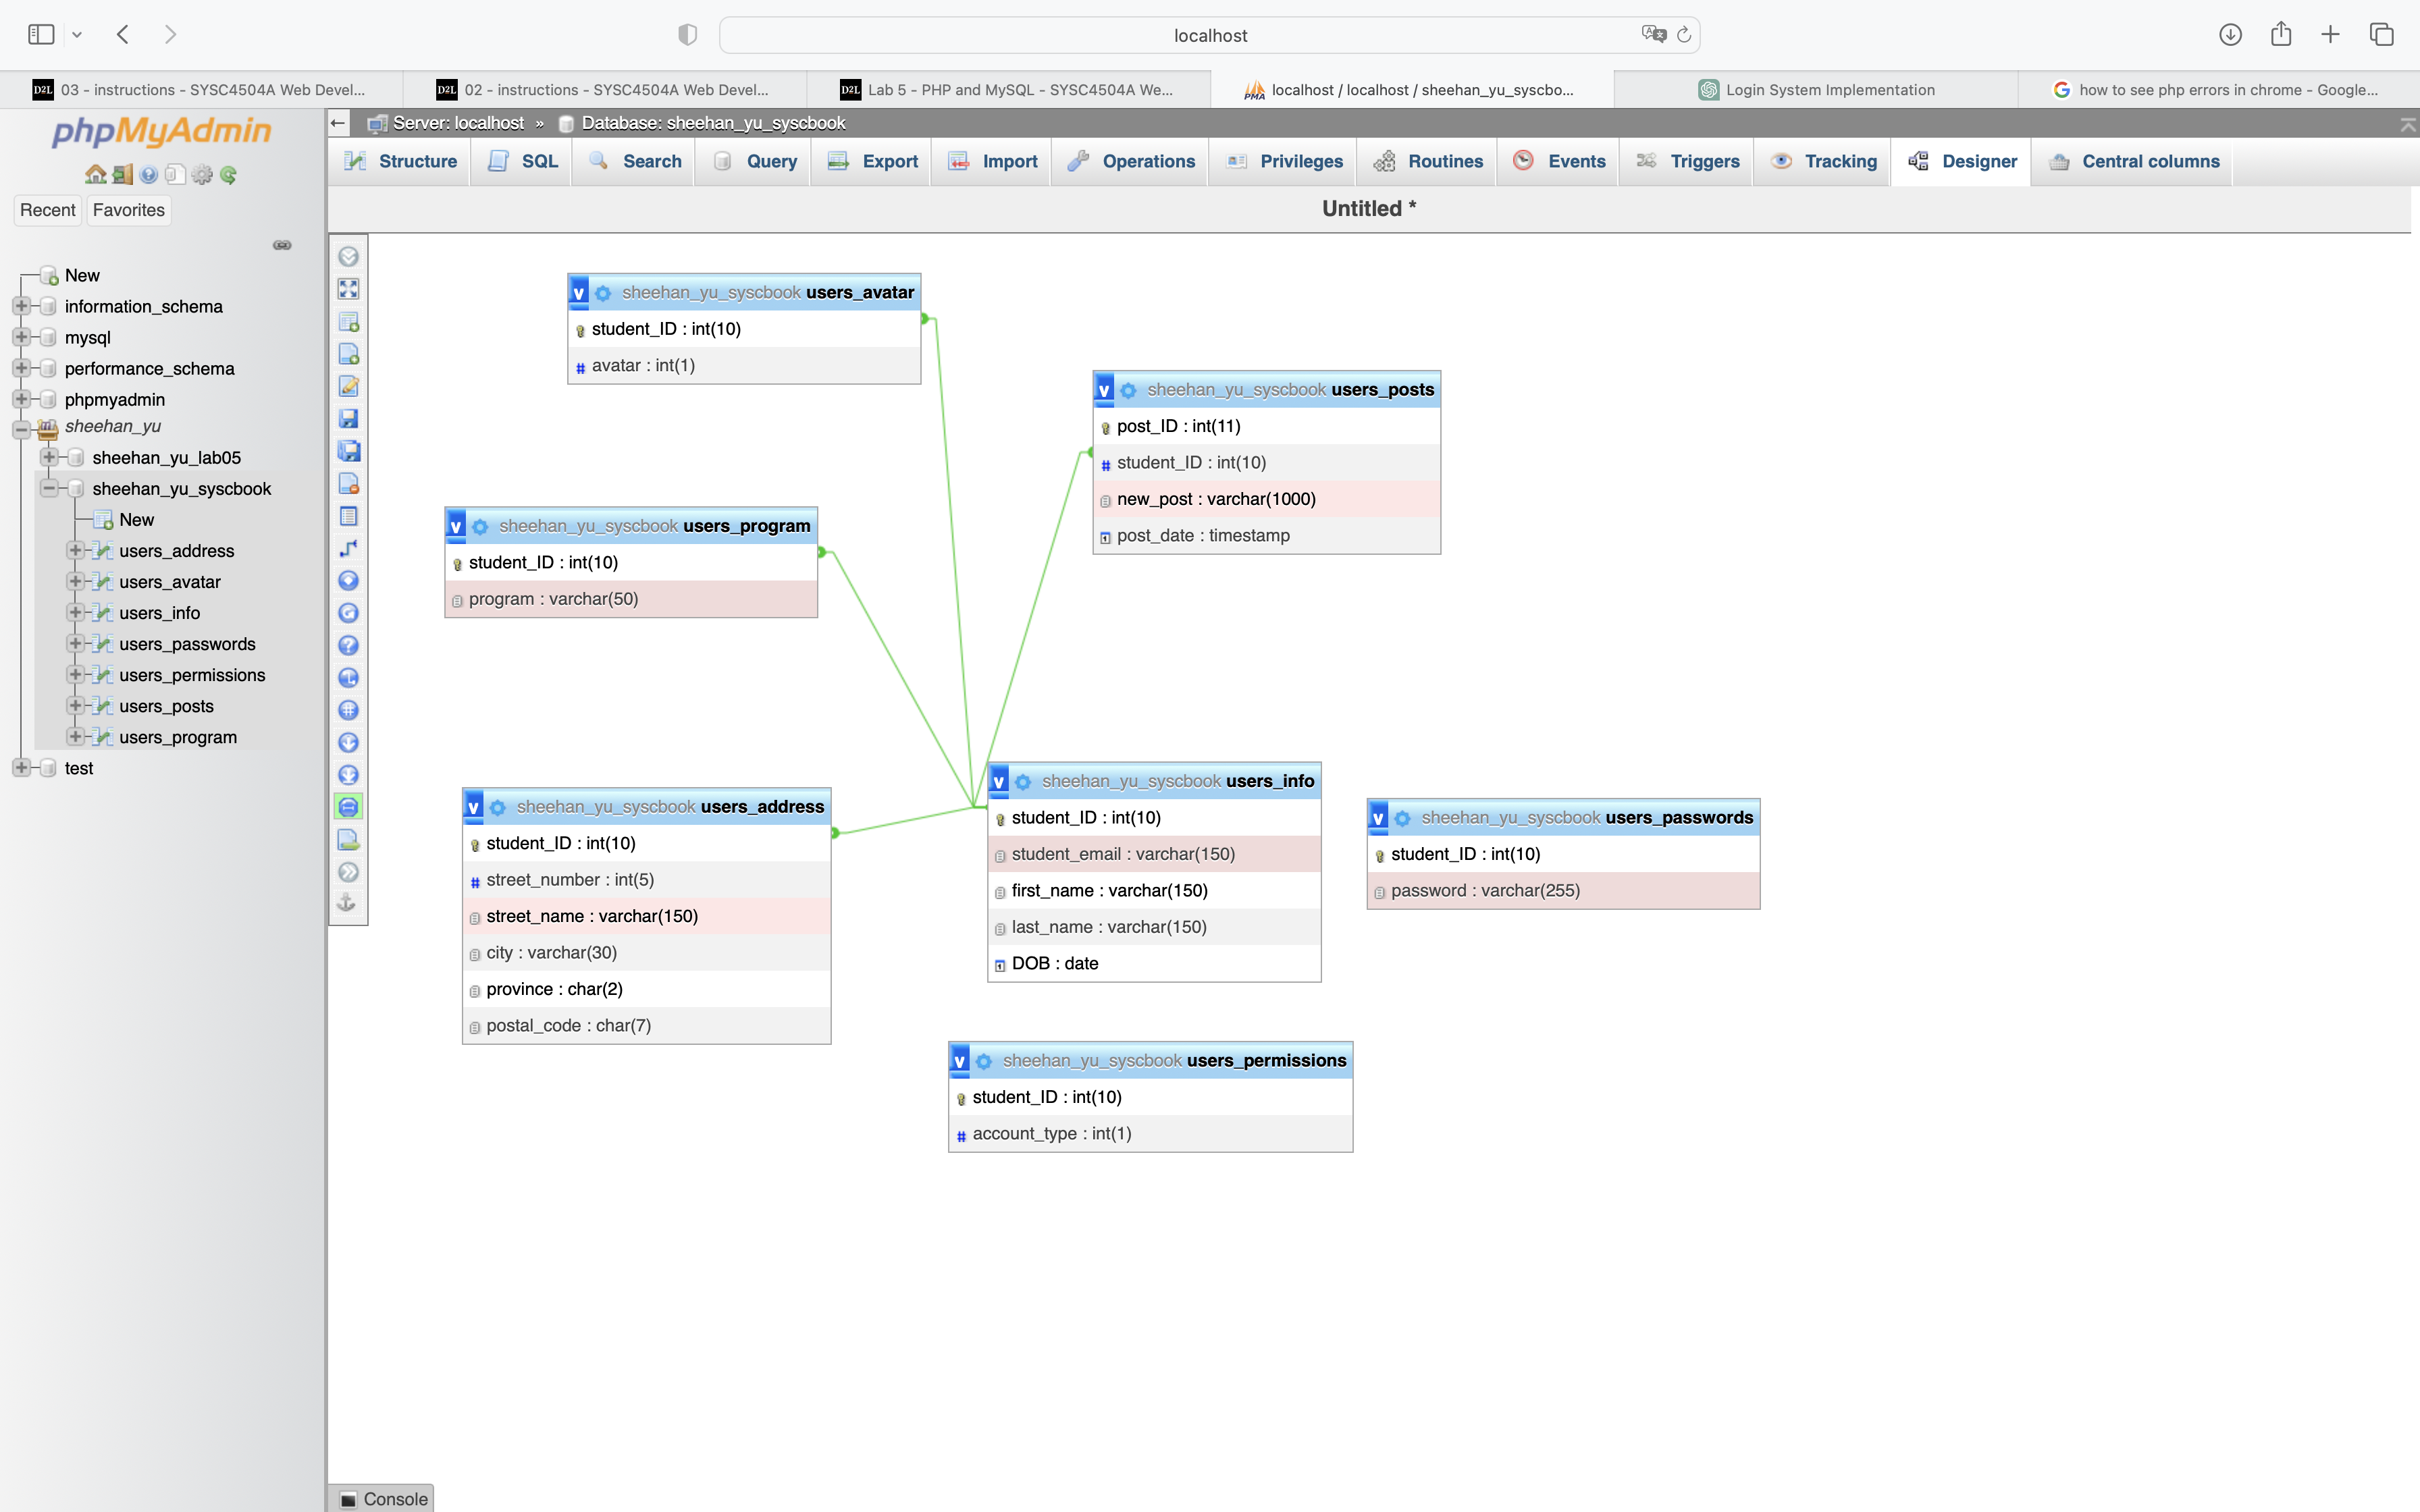 localhost
03 - instructions - SYSC4504A Web Devel...
02 - instructions - SYSC4504A Web Devel...
Lab 5 - PHP and MySQL - SYSC4504A We...
localhost / localhost / sheehan_yu_syscbo...
Login System Implementation
how to see php errors in chrome - Google...
phpMyAdmin
Recent
Favorites
New
information_schema
mysql
performance_schema
phpmyadmin
sheehan_yu
sheehan_yu_lab05
sheehan_yu_syscbook
New
users_address
users_avatar
users_info
users_passwords
users_permissions
users_posts
users_program
test
Server: localhost » Database: sheehan_yu_syscbook
Structure
SQL
Search
Query
Export
Import
Operations
Privileges
Routines
Events
Triggers
Tracking
Designer
Central columns
Untitled *
v sheehan_yu_syscbook users_avatar
student_ID : int(10)
# avatar : int(1)
v sheehan_yu_syscbook users_posts
post_ID : int(11)
# student_ID : int(10)
new_post : varchar(1000)
post_date : timestamp
v sheehan_yu_syscbook users_program
student_ID : int(10)
program : varchar(50)
v sheehan_yu_syscbook users_address
student_ID : int(10)
# street_number : int(5)
street_name : varchar(150)
city : varchar(30)
province : char(2)
postal_code : char(7)
v sheehan_yu_syscbook users_info
student_ID : int(10)
student_email : varchar(150)
first_name : varchar(150)
last_name : varchar(150)
DOB : date
v sheehan_yu_syscbook users_passwords
student_ID : int(10)
password : varchar(255)
v sheehan_yu_syscbook users_permissions
student_ID : int(10)
# account_type : int(1)
Console